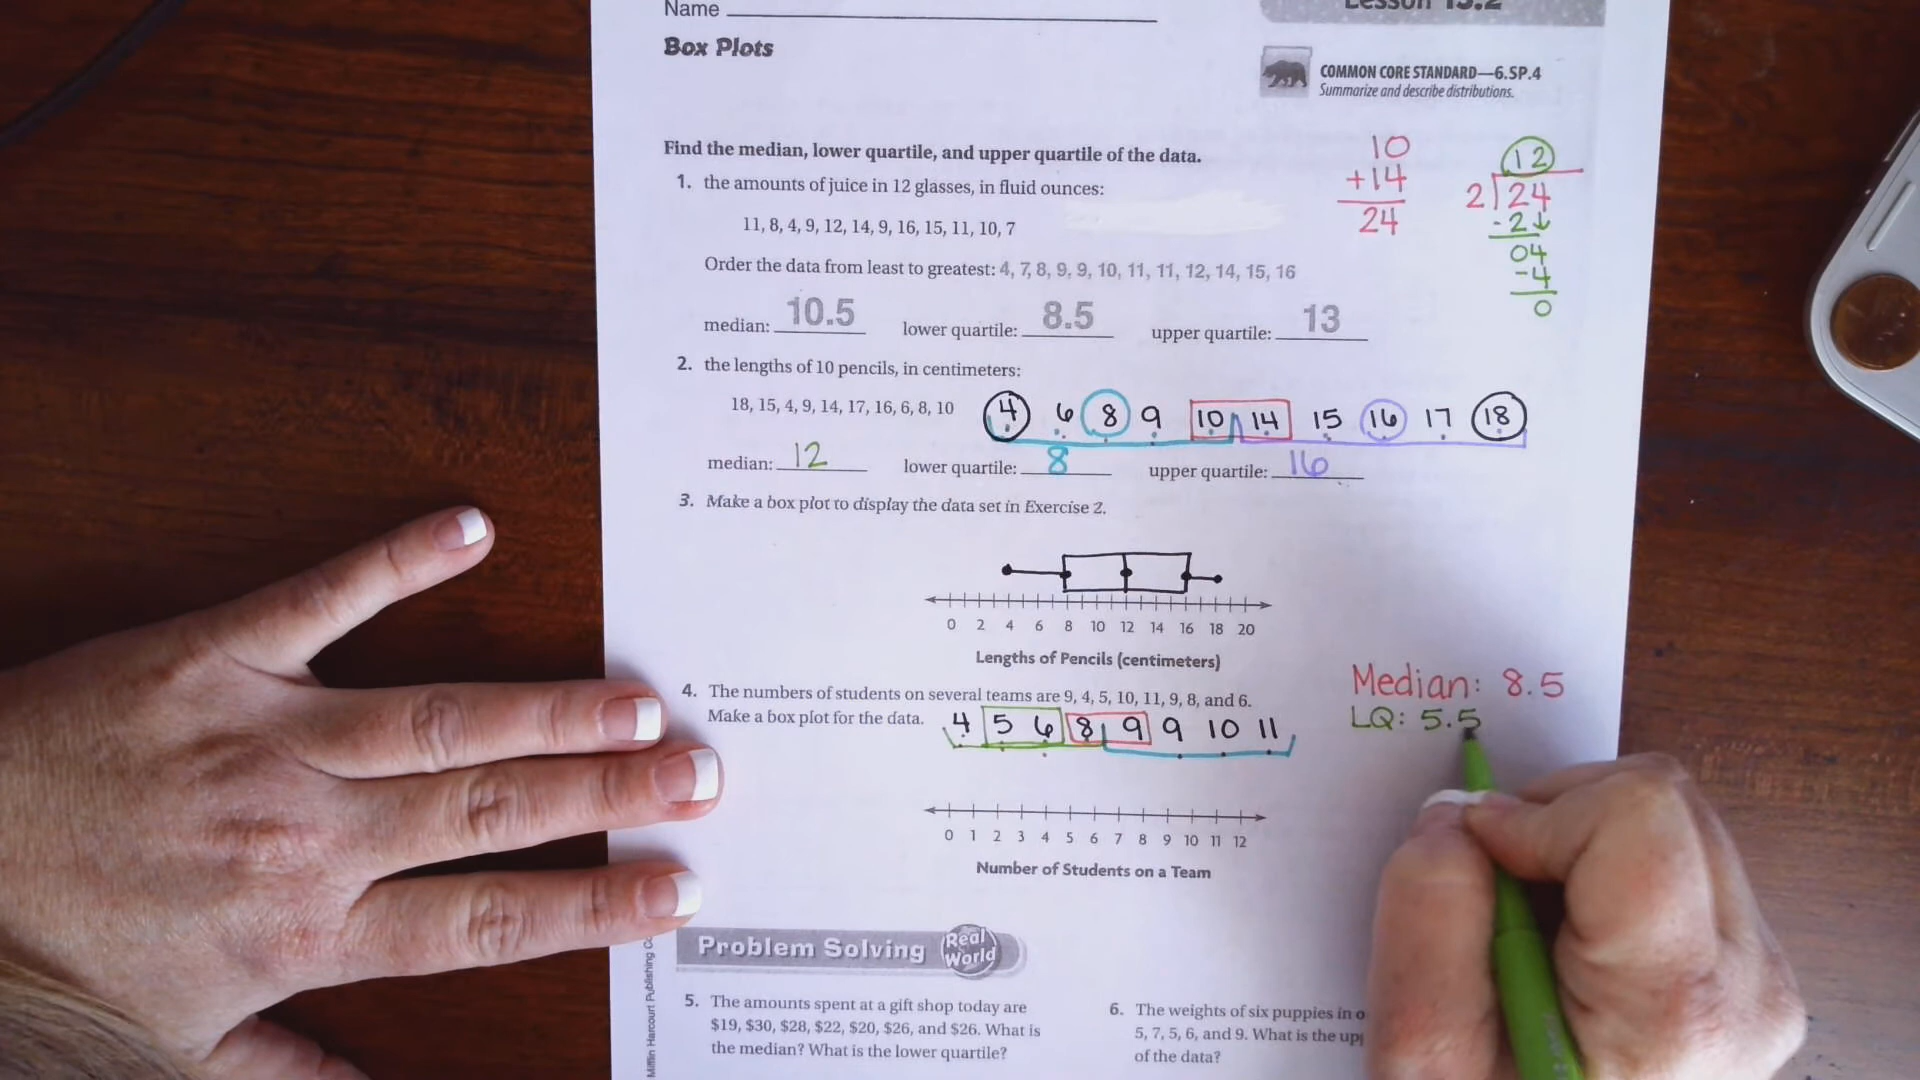 Name
Lesson 13.2
Box Plots
COMMON CORE STANDARD—6.SP.4
Summarize and describe distributions.
Find the median, lower quartile, and upper quartile of the data.
1. the amounts of juice in 12 glasses, in fluid ounces:
11, 8, 4, 9, 12, 14, 9, 16, 15, 11, 10, 7
Order the data from least to greatest: 4, 7, 8, 9, 9, 10, 11, 11, 12, 14, 15, 16
10
+14
24
12
2 24
-2↓
04
-4
0
median: 10.5 lower quartile: 8.5 upper quartile: 13
2. the lengths of 10 pencils, in centimeters:
18, 15, 4, 9, 14, 17, 16, 6, 8, 10
4 6 8 9 10 14 15 16 17 18
median: 12 lower quartile: 8 upper quartile: 16
3. Make a box plot to display the data set in Exercise 2.
0 2 4 6 8 10 12 14 16 18 20
Lengths of Pencils (centimeters)
4. The numbers of students on several teams are 9, 4, 5, 10, 11, 9, 8, and 6.
Make a box plot for the data.
4 5 6 8 9 9 10 11
Median: 8.5
LQ: 5.5
0 1 2 3 4 5 6 7 8 9 10 11 12
Number of Students on a Team
Problem Solving Real World
5. The amounts spent at a gift shop today are
$19, $30, $28, $22, $20, $26, and $26. What is
the median? What is the lower quartile?
6. The weights of six puppies in
5, 7, 5, 6, and 9. What is the
of the data?
Harcourt Publishing